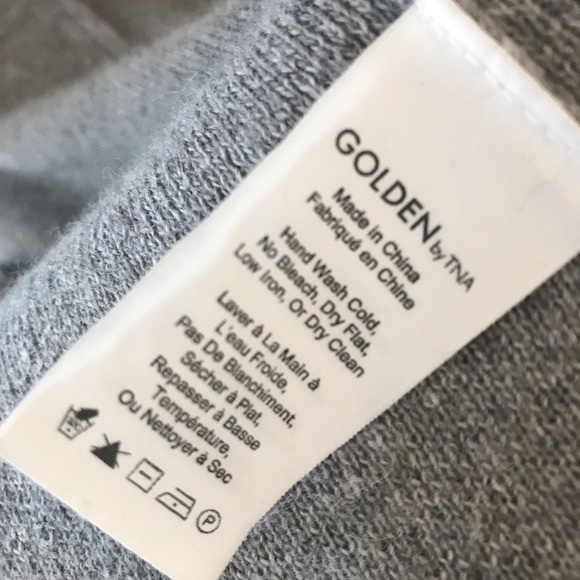 GOLDEN by TNA
Made in China
Fabriqué en Chine
Hand Wash Cold,
No Bleach, Dry Flat,
Low Iron, Or Dry Clean
Laver à La Main à
L'eau Froide,
Pas De Blanchiment,
Sécher à Plat,
Repasser à Basse
Température,
Ou Nettoyer à Sec
P